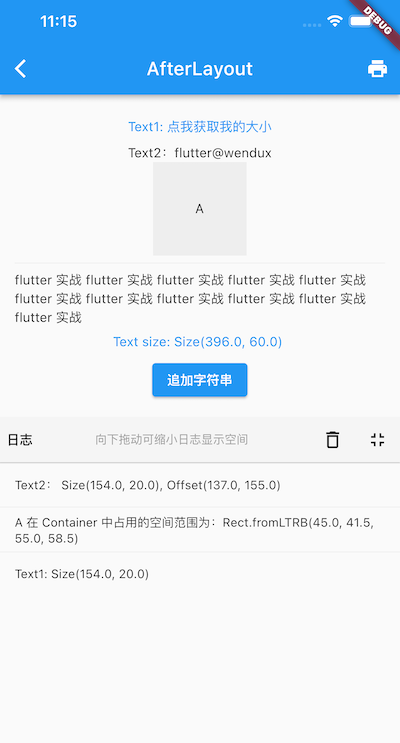 11:15
DEBUG
AfterLayout
Text1: 点我获取我的大小
Text2：flutter@wendux
A
flutter 实战 flutter 实战 flutter 实战 flutter 实战 flutter 实战
flutter 实战 flutter 实战 flutter 实战 flutter 实战 flutter 实战
flutter 实战
Text size: Size(396.0, 60.0)
追加字符串
日志 向下拖动可缩小日志显示空间
Text2： Size(154.0, 20.0), Offset(137.0, 155.0)
A 在 Container 中占用的空间范围为：Rect.fromLTRB(45.0, 41.5,
55.0, 58.5)
Text1: Size(154.0, 20.0)